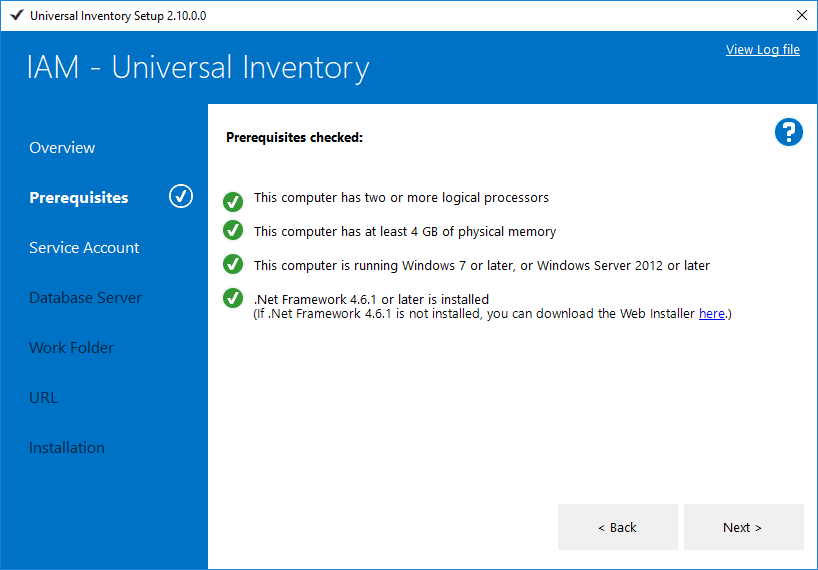 Universal Inventory Setup 2.10.0.0
View Log file
IAM - Universal Inventory
Overview
Prerequisites
Service Account
Database Server
Work Folder
URL
Installation
Prerequisites checked:
?
This computer has two or more logical processors
This computer has at least 4 GB of physical memory
This computer is running Windows 7 or later, or Windows Server 2012 or later
.Net Framework 4.6.1 or later is installed
(If .Net Framework 4.6.1 is not installed, you can download the Web Installer here.)
< Back
Next >